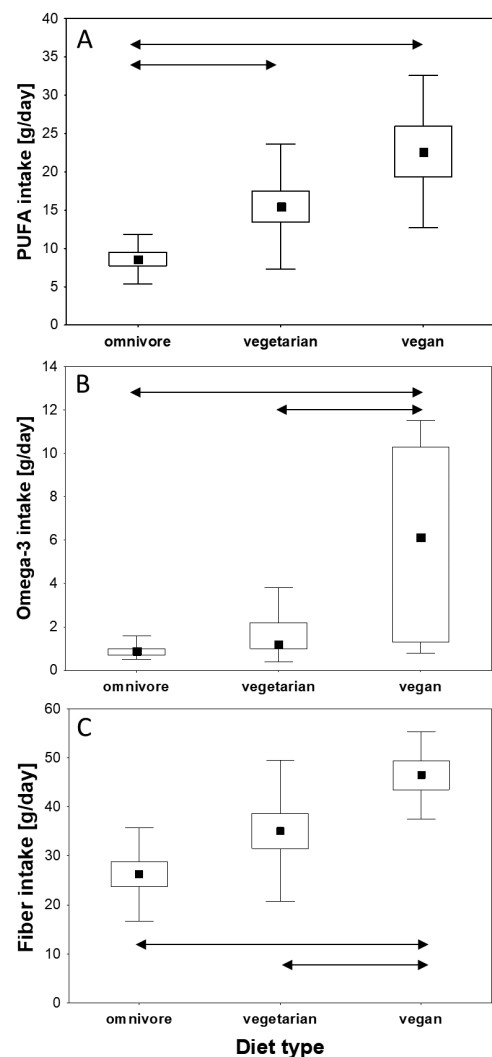 A
PUFA intake [g/day]
40
35
30
25
20
15
10
5
0
omnivore vegetarian vegan
B
Omega-3 intake [g/day]
14
12
10
8
6
4
2
0
omnivore vegetarian vegan
C
Fiber intake [g/day]
60
50
40
30
20
10
0
omnivore vegetarian vegan
Diet type